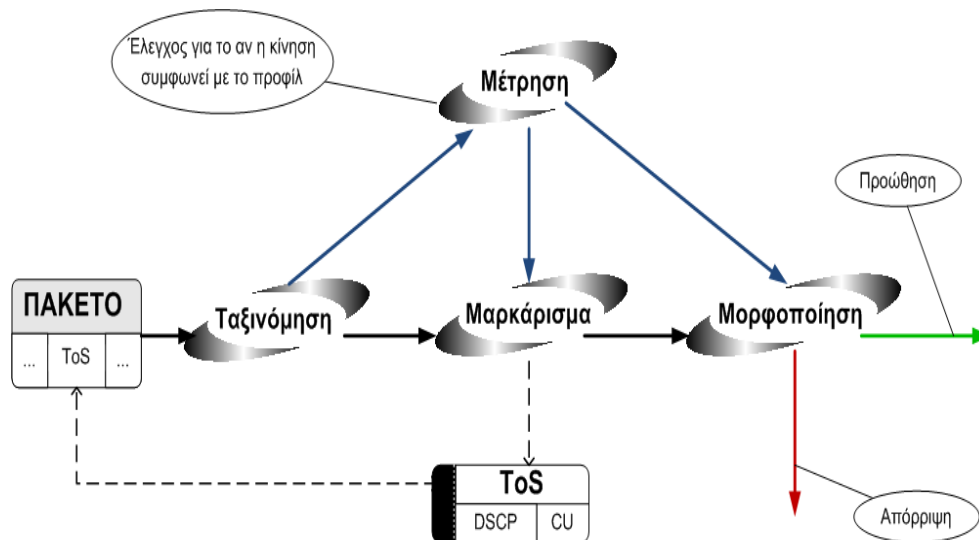 Έλεγχος για το αν η κίνηση
συμφωνεί με το προφίλ
Μέτρηση
Προώθηση
ΠΑΚΕΤΟ
... ToS ...
Ταξινόμηση
Μαρκάρισμα
Μορφοποίηση
ToS
DSCP CU
Απόρριψη